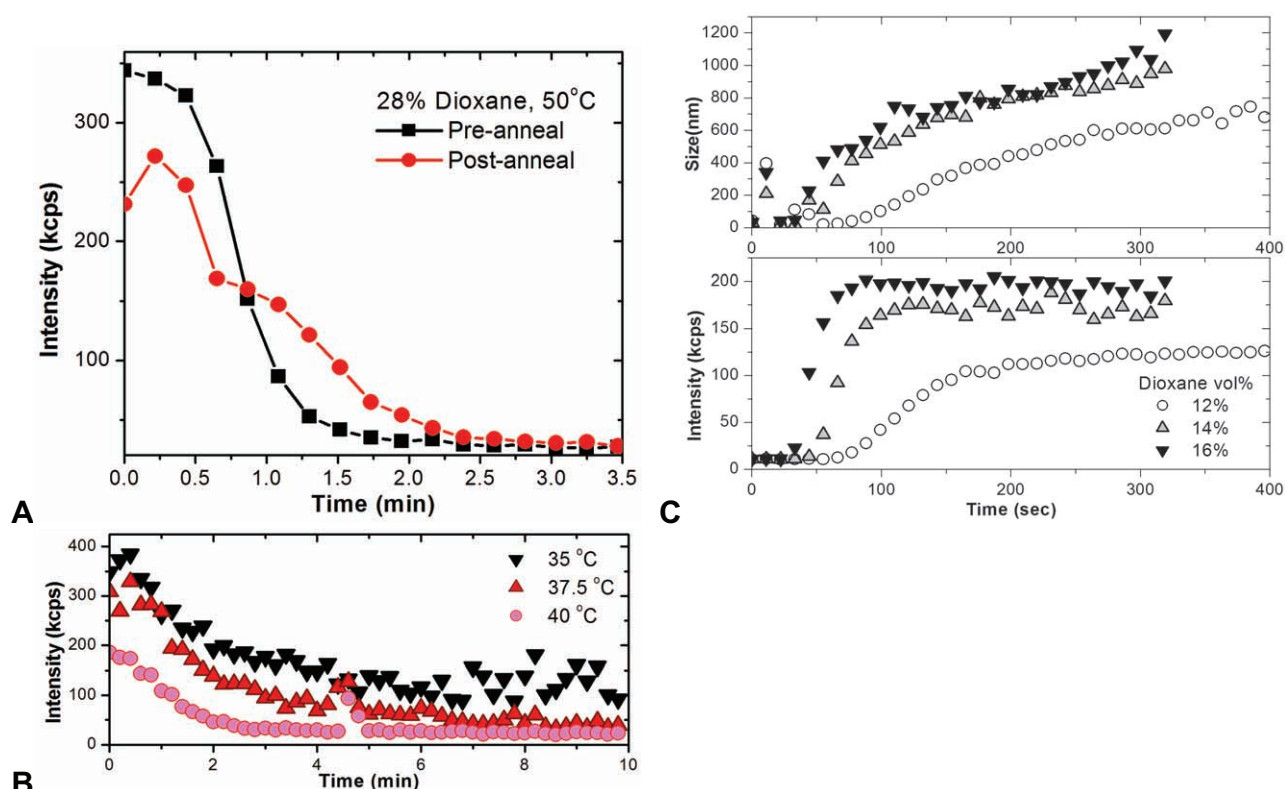 28% Dioxane, 50°C
Pre-anneal
Post-anneal
Intensity (kcps)
300
200
100
0.0 0.5 1.0 1.5 2.0 2.5 3.0 3.5
Time (min)
A
35 °C
37.5 °C
40 °C
Intensity (kcps)
400
300
200
100
0
0 2 4 6 8 10
Time (min)
B
Size(nm)
1200
1000
800
600
400
200
0
0 100 200 300 400
Intensity (kcps)
200
150
100
50
0
Dioxane vol%
12%
14%
16%
0 100 200 300 400
Time (sec)
C